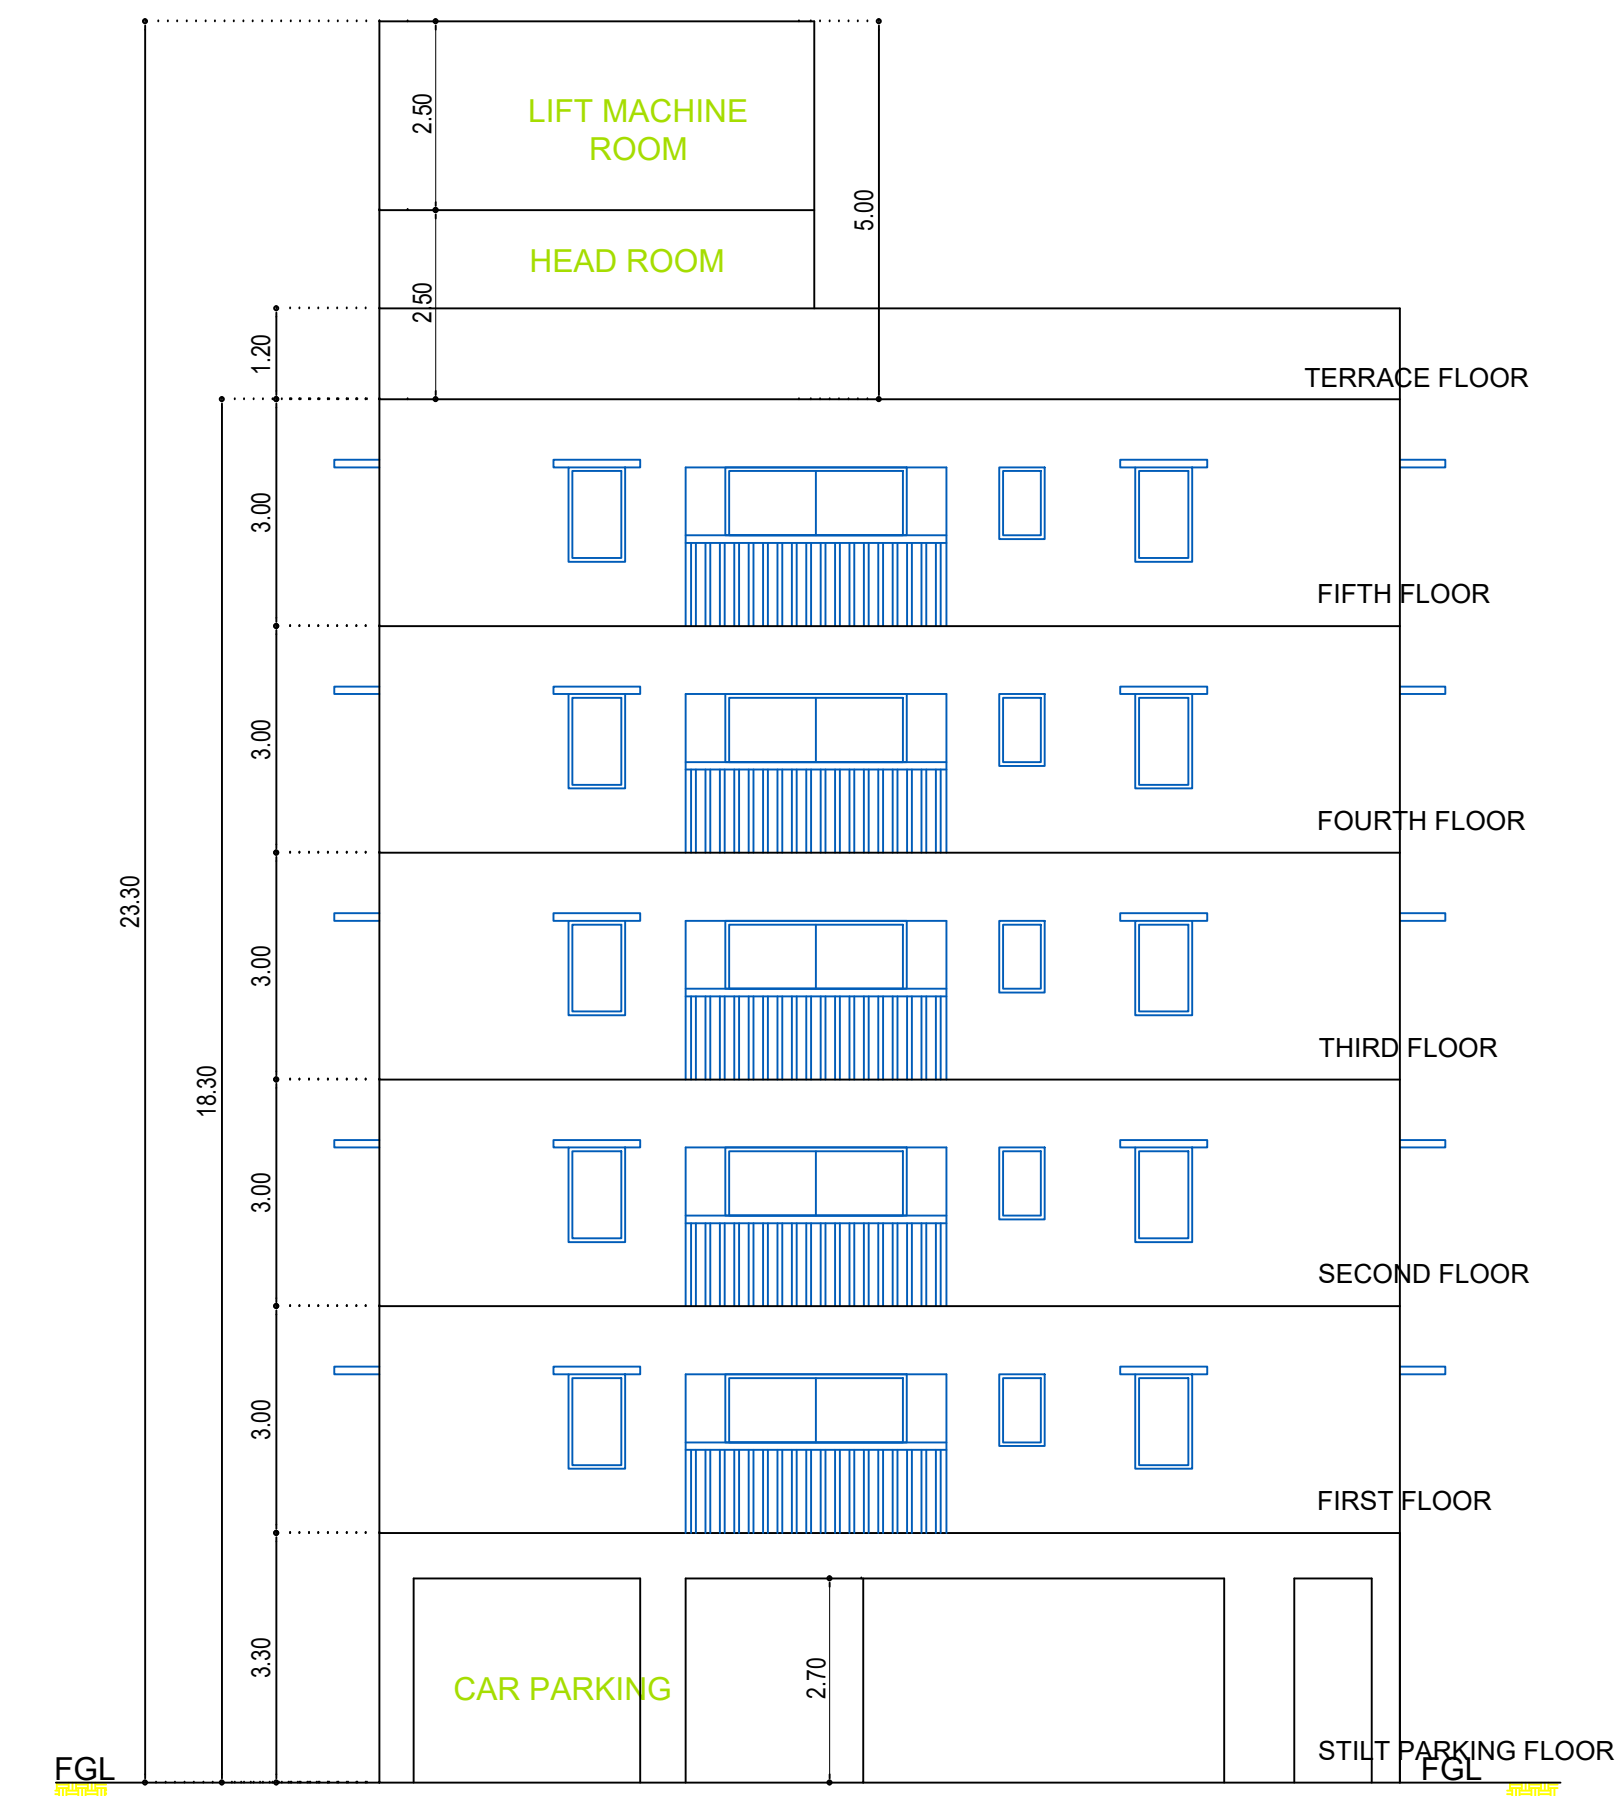 2.50
LIFT MACHINE
ROOM
5.00
HEAD ROOM
2.50
1.20
TERRACE FLOOR
3.00
FIFTH FLOOR
3.00
FOURTH FLOOR
23.30
3.00
THIRD FLOOR
18.30
3.00
SECOND FLOOR
3.00
FIRST FLOOR
3.30
2.70
CAR PARKING
STILT PARKING FLOOR
FGL
FGL